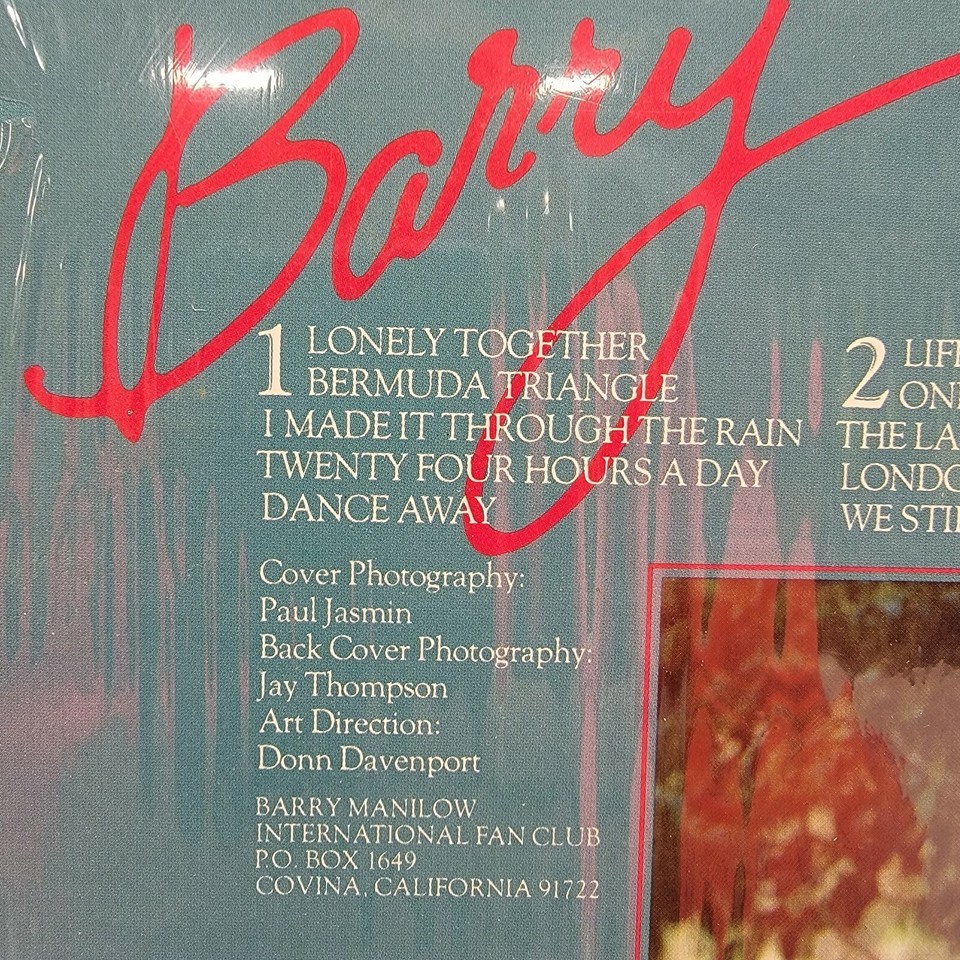 Barry
1 LONELY TOGETHER
BERMUDA TRIANGLE
I MADE IT THROUGH THE RAIN
TWENTY FOUR HOURS A DAY
DANCE AWAY
2
THE
Cover Photography:
Paul Jasmin
Back Cover Photography:
Jay Thompson
Art Direction:
Donn Davenport
BARRY MANILOW
INTERNATIONAL FAN CLUB
P.O. BOX 1649
COVINA, CALIFORNIA 91722
WE